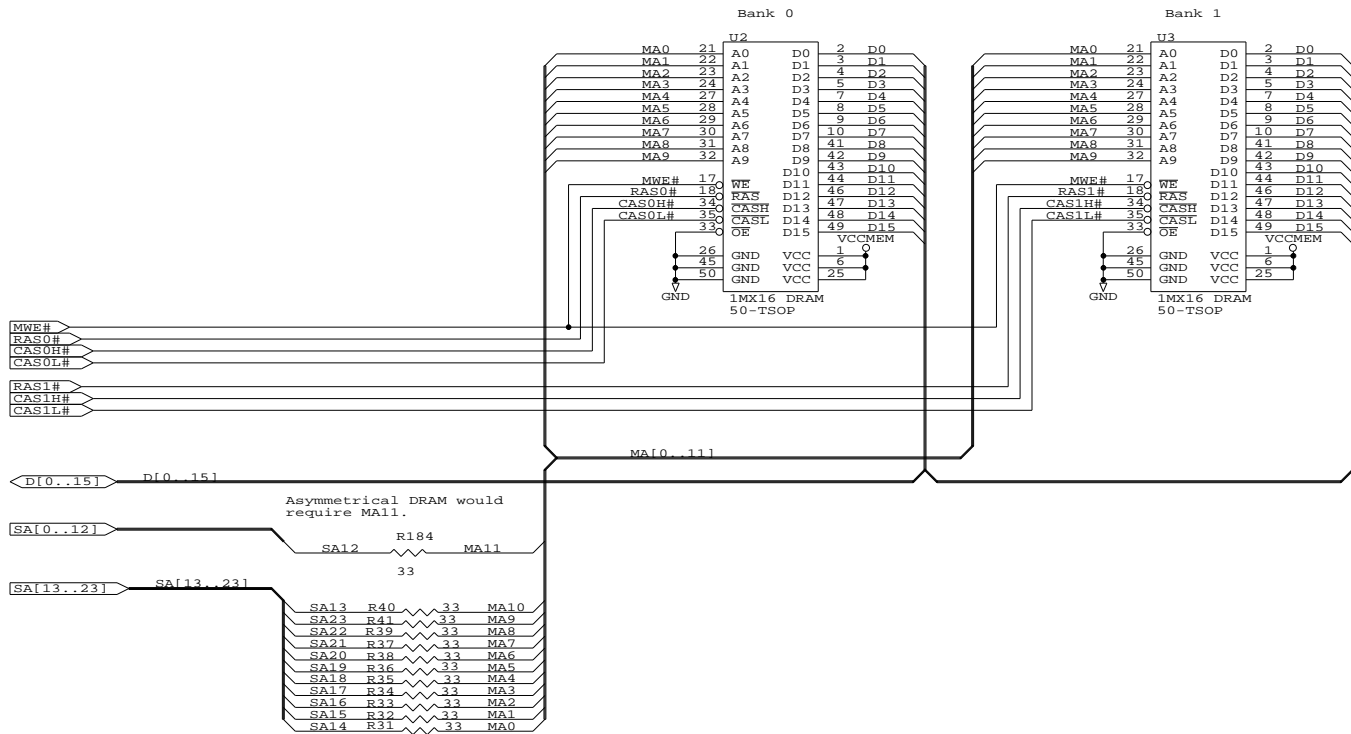 Bank 0 Bank 1
U2 U3
MA0 21 A0 D0 2 D0 MA0 21 A0 D0 2 D0
MA1 22 A1 D1 3 D1 MA1 22 A1 D1 3 D1
MA2 23 A2 D2 4 D2 MA2 23 A2 D2 4 D2
MA3 24 A3 D3 5 D3 MA3 24 A3 D3 5 D3
MA4 27 A4 D4 7 D4 MA4 27 A4 D4 7 D4
MA5 28 A5 D5 8 D5 MA5 28 A5 D5 8 D5
MA6 29 A6 D6 9 D6 MA6 29 A6 D6 9 D6
MA7 30 A7 D7 10 D7 MA7 30 A7 D7 10 D7
MA8 31 A8 D8 41 D8 MA8 31 A8 D8 41 D8
MA9 32 A9 D9 42 D9 MA9 32 A9 D9 42 D9
D10 43 D10 D10 43 D10
MWE# 17 WE D11 44 D11 MWE# 17 WE D11 44 D11
RAS0# 18 RAS D12 46 D12 RAS1# 18 RAS D12 46 D12
CAS0H# 34 CASH D13 47 D13 CAS1H# 34 CASH D13 47 D13
CAS0L# 35 CASL D14 48 D14 CAS1L# 35 CASL D14 48 D14
33 OE D15 49 D15 33 OE D15 49 D15
VCCMEM VCCMEM
26 GND VCC 1 26 GND VCC 1
45 GND VCC 6 45 GND VCC 6
50 GND VCC 25 50 GND VCC 25
GND GND
1MX16 DRAM 1MX16 DRAM
50-TSOP 50-TSOP
MWE#
RAS0#
CAS0H#
CAS0L#
RAS1#
CAS1H#
CAS1L#
MA[0..11]
D[0..15] D[0..15]
Asymmetrical DRAM would
require MA11.
SA[0..12]
R184
SA12 MA11
33
SA[13..23] SA[13..23]
SA13 R40 33 MA10
SA23 R41 33 MA9
SA22 R39 33 MA8
SA21 R37 33 MA7
SA20 R38 33 MA6
SA19 R36 33 MA5
SA18 R35 33 MA4
SA17 R34 33 MA3
SA16 R33 33 MA2
SA15 R32 33 MA1
SA14 R31 33 MA0